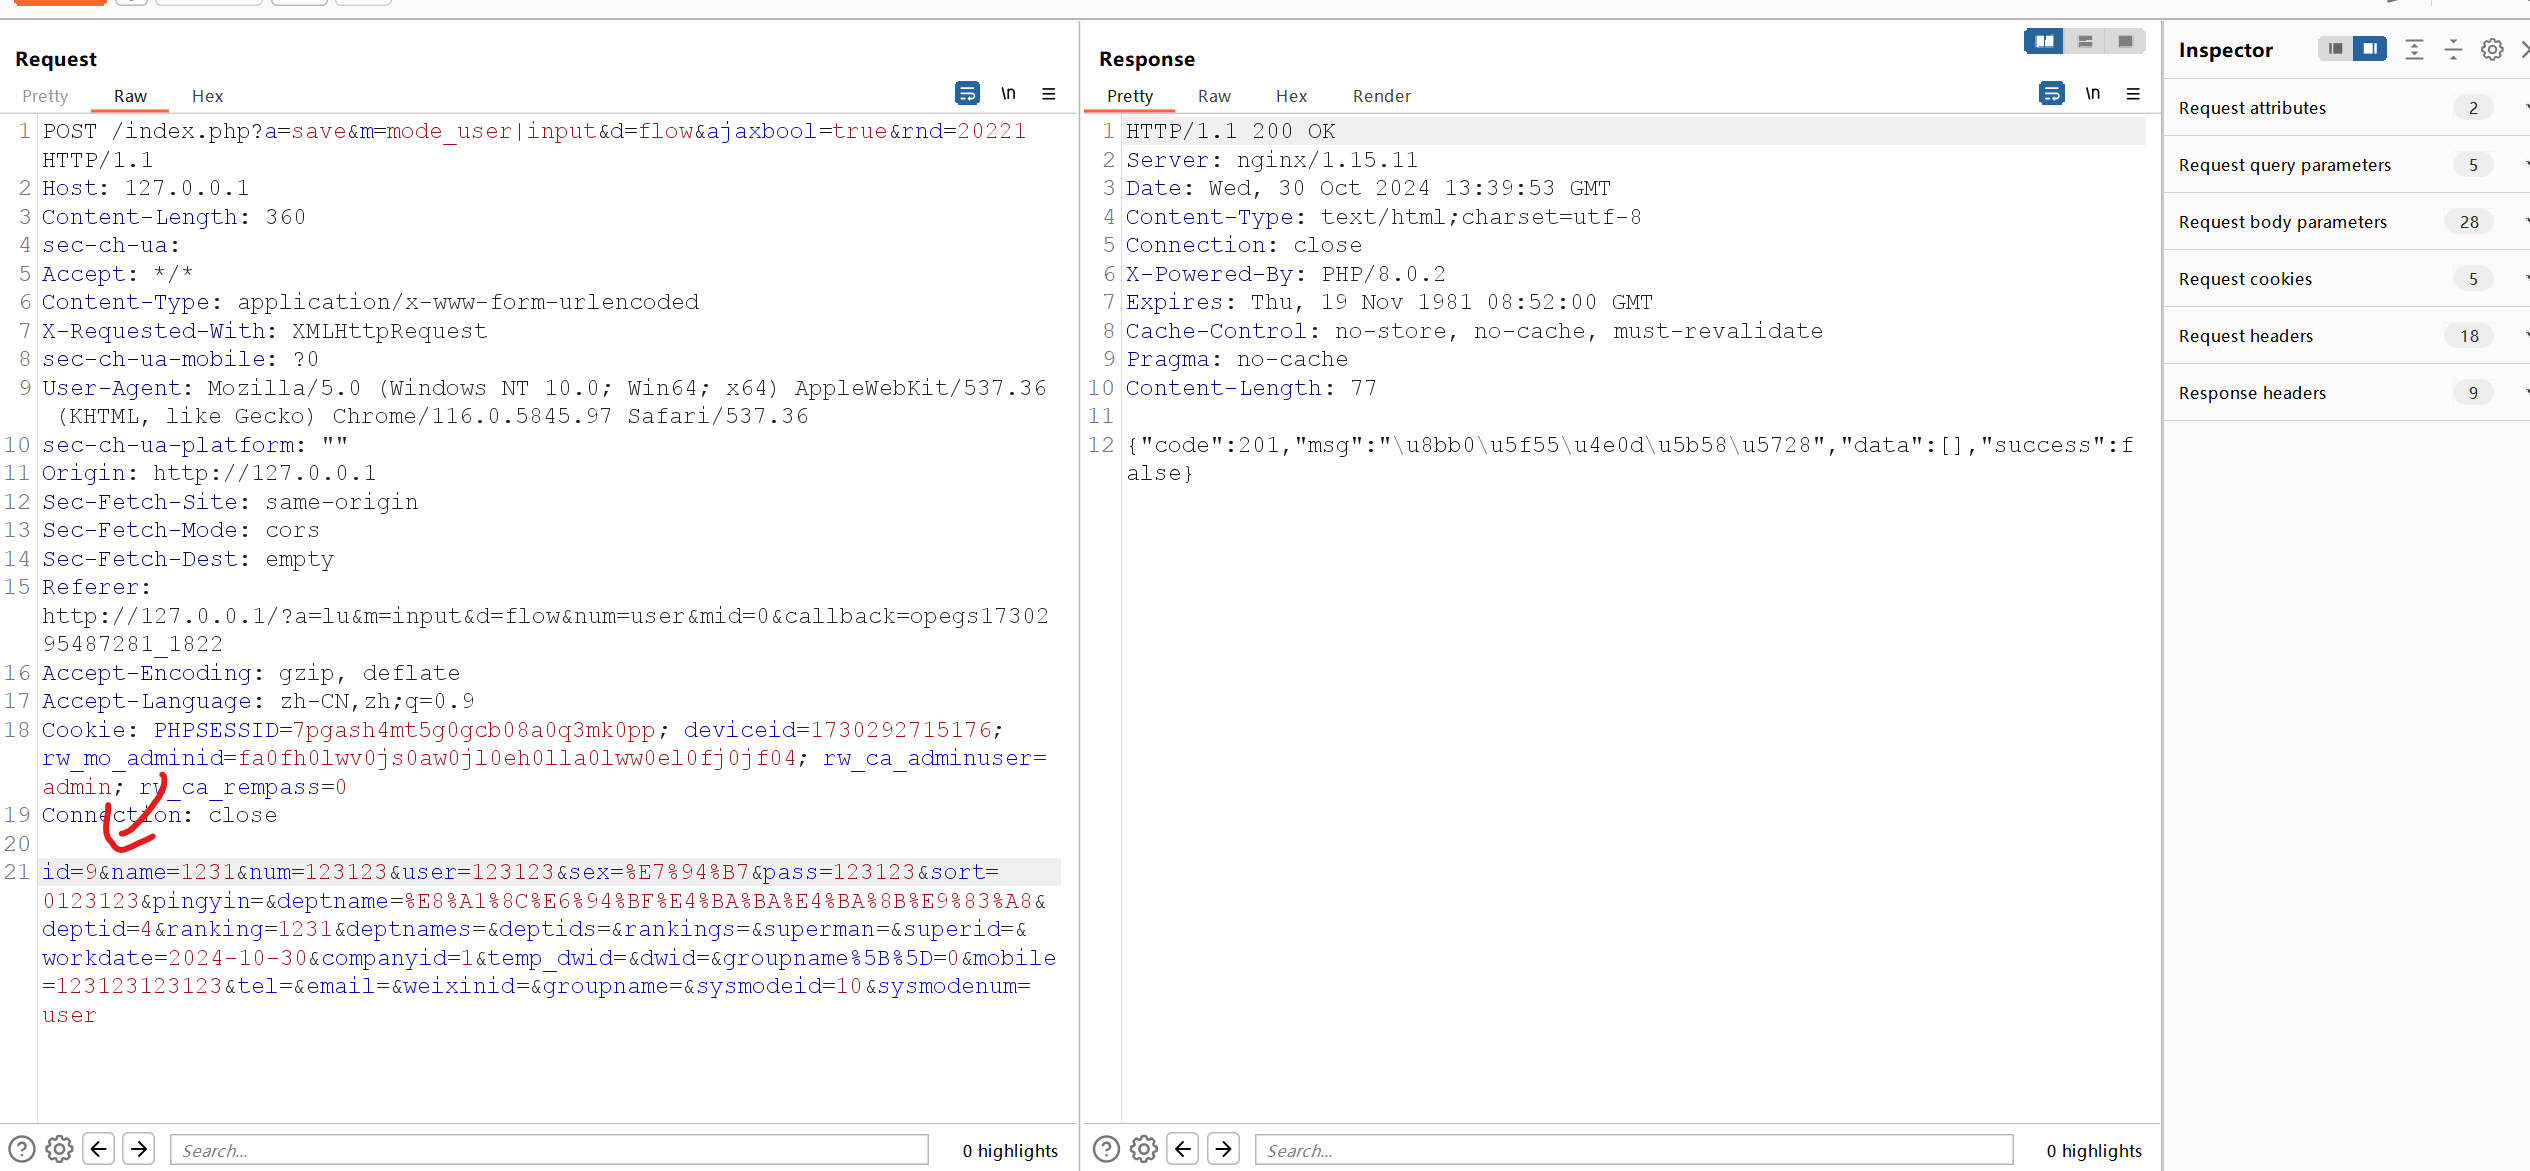 Request
Pretty Raw Hex \n
1 POST /index.php?a=save&m=mode_user|input&d=flow&ajaxbool=true&rnd=20221
HTTP/1.1
2 Host: 127.0.0.1
3 Content-Length: 360
4 sec-ch-ua:
5 Accept: */*
6 Content-Type: application/x-www-form-urlencoded
7 X-Requested-With: XMLHttpRequest
8 sec-ch-ua-mobile: ?0
9 User-Agent: Mozilla/5.0 (Windows NT 10.0; Win64; x64) AppleWebKit/537.36
(KHTML, like Gecko) Chrome/116.0.5845.97 Safari/537.36
10 sec-ch-ua-platform: ""
11 Origin: http://127.0.0.1
12 Sec-Fetch-Site: same-origin
13 Sec-Fetch-Mode: cors
14 Sec-Fetch-Dest: empty
15 Referer:
http://127.0.0.1/?a=lu&m=input&d=flow&num=user&mid=0&callback=opegs17302
95487281_1822
16 Accept-Encoding: gzip, deflate
17 Accept-Language: zh-CN,zh;q=0.9
18 Cookie: PHPSESSID=7pgash4mt5g0gcb08a0q3mk0pp; deviceid=1730292715176;
rw_mo_adminid=fa0fh0lwv0js0aw0jl0eh0lla0lww0el0fj0jf04; rw_ca_adminuser=
admin; rw_ca_rempass=0
19 Connection: close
20
21 id=9&name=1231&num=123123&user=123123&sex=%E7%94%B7&pass=123123&sort=
0123123&pingyin=&deptname=%E8%A1%8C%E6%94%BF%E4%BA%BA%E4%BA%8B%E9%83%A8&
deptid=4&ranking=1231&deptnames=&deptids=&rankings=&superman=&superid=&
workdate=2024-10-30&companyid=1&temp_dwid=&dwid=&groupname%5B%5D=0&mobile
=123123123123&tel=&email=&weixinid=&groupname=&sysmodeid=10&sysmodenum=
user
Search... 0 highlights
Response
Pretty Raw Hex Render \n
1 HTTP/1.1 200 OK
2 Server: nginx/1.15.11
3 Date: Wed, 30 Oct 2024 13:39:53 GMT
4 Content-Type: text/html;charset=utf-8
5 Connection: close
6 X-Powered-By: PHP/8.0.2
7 Expires: Thu, 19 Nov 1981 08:52:00 GMT
8 Cache-Control: no-store, no-cache, must-revalidate
9 Pragma: no-cache
10 Content-Length: 77
11
12 {"code":201,"msg":"\u8bb0\u5f55\u4e0d\u5b58\u5728","data":[],"success":f
alse}
Search... 0 highlights
Inspector
Request attributes 2
Request query parameters 5
Request body parameters 28
Request cookies 5
Request headers 18
Response headers 9